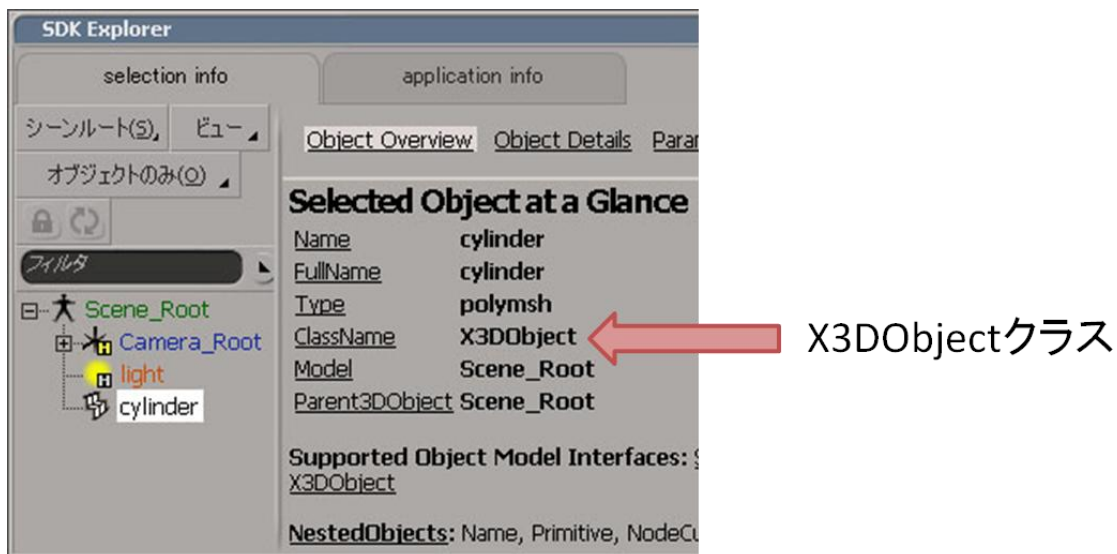 SDK Explorer
selection info
application info
シーンルート(S)
ビュー
オブジェクトのみ(O)
フィルタ
Scene_Root
Camera_Root
light
cylinder
Object Overview Object Details
Selected Object at a Glance
Name cylinder
FullName cylinder
Type polymsh
ClassName X3DObject
Model Scene_Root
Parent3DObject Scene_Root
Supported Object Model Interfaces:
X3DObject
NestedObjects: Name, Primitive,
X3DObjectクラス